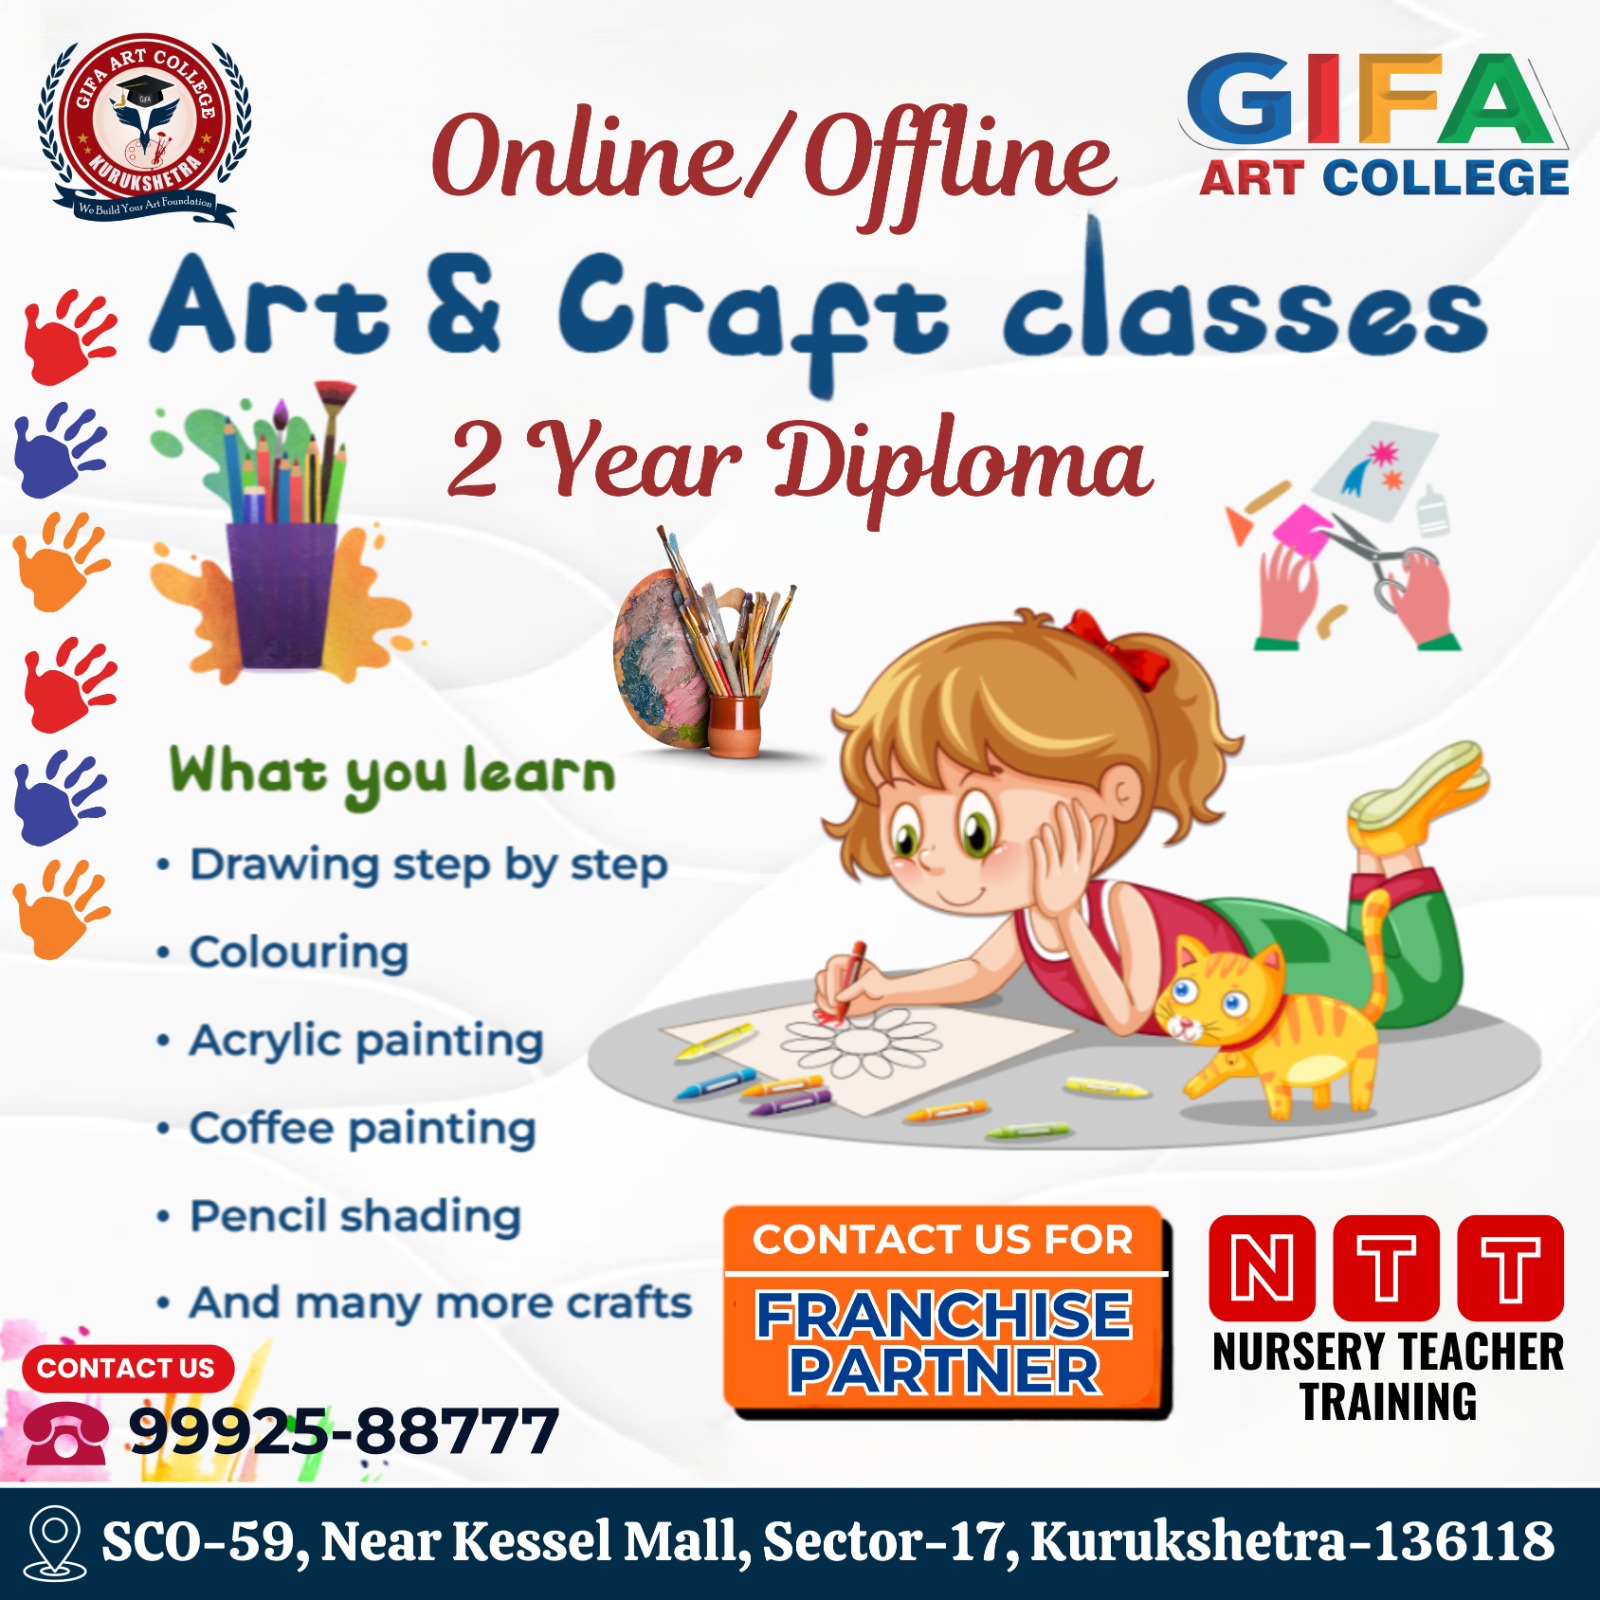 GIFA ART COLLEGE
GIFA
KURUKSHETRA
We Build Your Art Foundation
GIFA
ART COLLEGE
Online/Offline
Art & Craft classes
2 Year Diploma
What you learn
• Drawing step by step
• Colouring
• Acrylic painting
• Coffee painting
• Pencil shading
• And many more crafts
CONTACT US FOR
FRANCHISE
PARTNER
NTT
NURSERY TEACHER
TRAINING
CONTACT US
99925-88777
SCO-59, Near Kessel Mall, Sector-17, Kurukshetra-136118